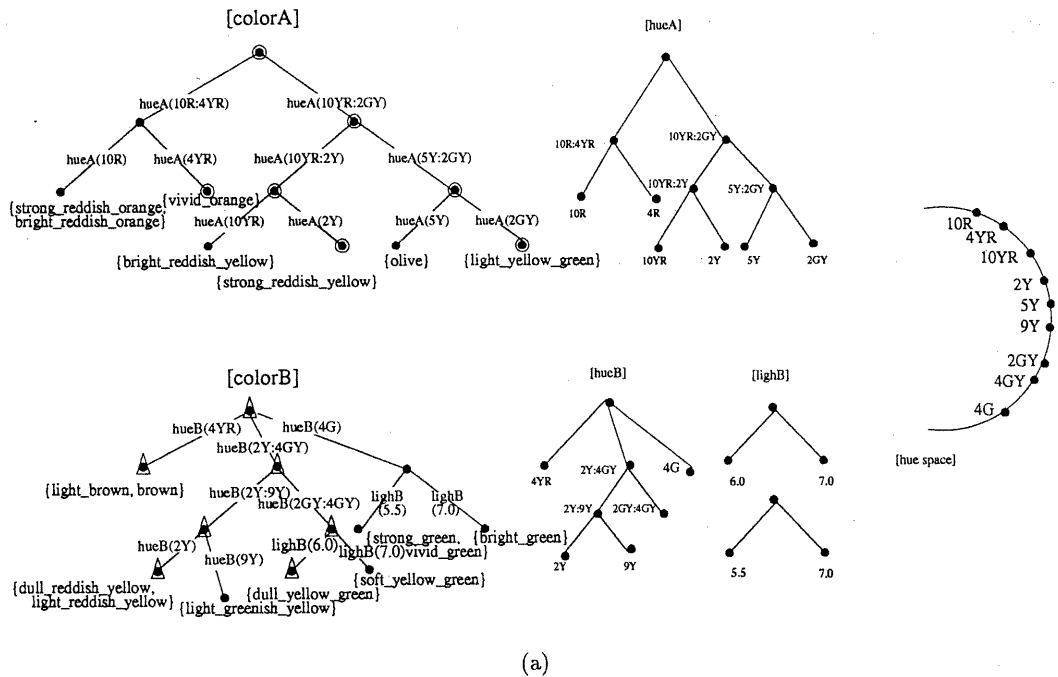 [colorA]
[hueA]
hueA(10R:4YR)
hueA(10YR:2GY)
hueA(10R)
hueA(4YR)
hueA(10YR:2Y)
hueA(5Y:2GY)
10R:4YR
10YR:2GY
{strong_reddish_orange,
bright_reddish_orange}
{vivid_orange}
hueA(10YR)
hueA(2Y)
hueA(5Y)
hueA(2GY)
10R
4R
10YR:2Y
5Y:2GY
{bright_reddish_yellow}
{strong_reddish_yellow}
{olive}
{light_yellow_green}
10YR
2Y
5Y
2GY
10R
4YR
10YR
2Y
5Y
9Y
2GY
4GY
4G
[hue space]
[colorB]
[hueB]
[lighB]
hueB(4YR)
hueB(4G)
hueB(2Y:4GY)
{light_brown, brown}
hueB(2Y:9Y)
hueB(2GY:4GY)
lighB
(5.5)
lighB
(7.0)
4YR
2Y:4GY
4G
6.0
7.0
hueB(2Y)
hueB(9Y)
lighB(6.0)
lighB(7.0)
{strong_green,
vivid_green}
{bright_green}
2Y:9Y
2GY:4GY
2Y
9Y
5.5
7.0
{dull_reddish_yellow,
light_reddish_yellow}
{light_greenish_yellow}
{dull_yellow_green}
{soft_yellow_green}
(a)